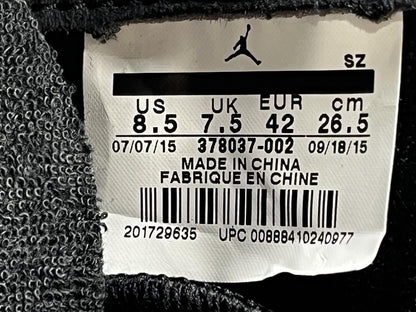 SZ
US UK EUR cm
8.5 7.5 42 26.5
07/07/15 378037-002 09/18/15
MADE IN CHINA
FABRIQUE EN CHINE
201729635 UPC 00888410240977